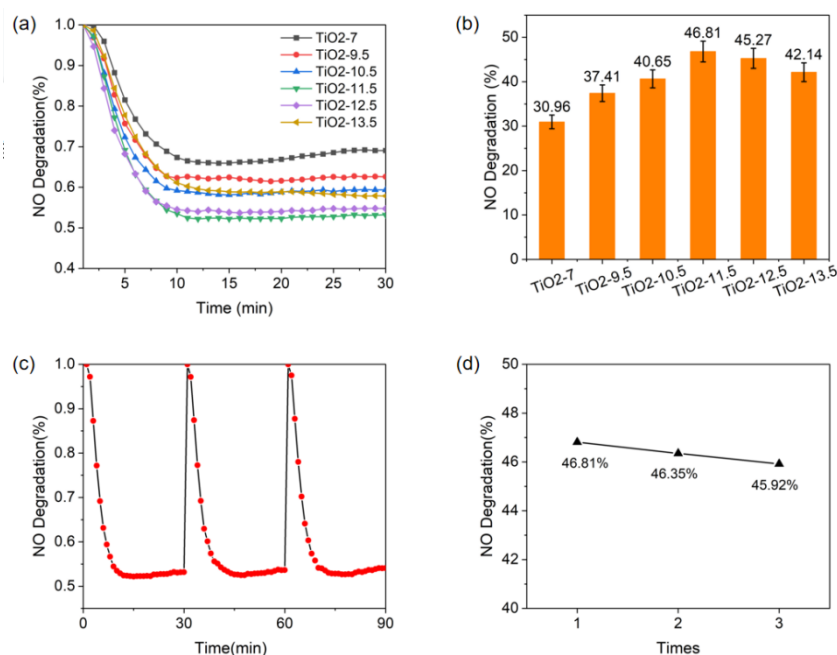 (a)
NO Degradation(%)
1.0
0.9
0.8
0.7
0.6
0.5
0.4
5
10
15
20
25
30
Time (min)
TiO2-7
TiO2-9.5
TiO2-10.5
TiO2-11.5
TiO2-12.5
TiO2-13.5
(b)
NO Degradation (%)
50
40
30
20
10
0
30.96
37.41
40.65
46.81
45.27
42.14
TiO2-7
TiO2-9.5
TiO2-10.5
TiO2-11.5
TiO2-12.5
TiO2-13.5
(c)
NO Degradation(%)
1.0
0.9
0.8
0.7
0.6
0.5
0
30
60
90
Time(min)
(d)
NO Degradation(%)
50
48
46
44
42
40
46.81%
46.35%
45.92%
1
2
3
Times